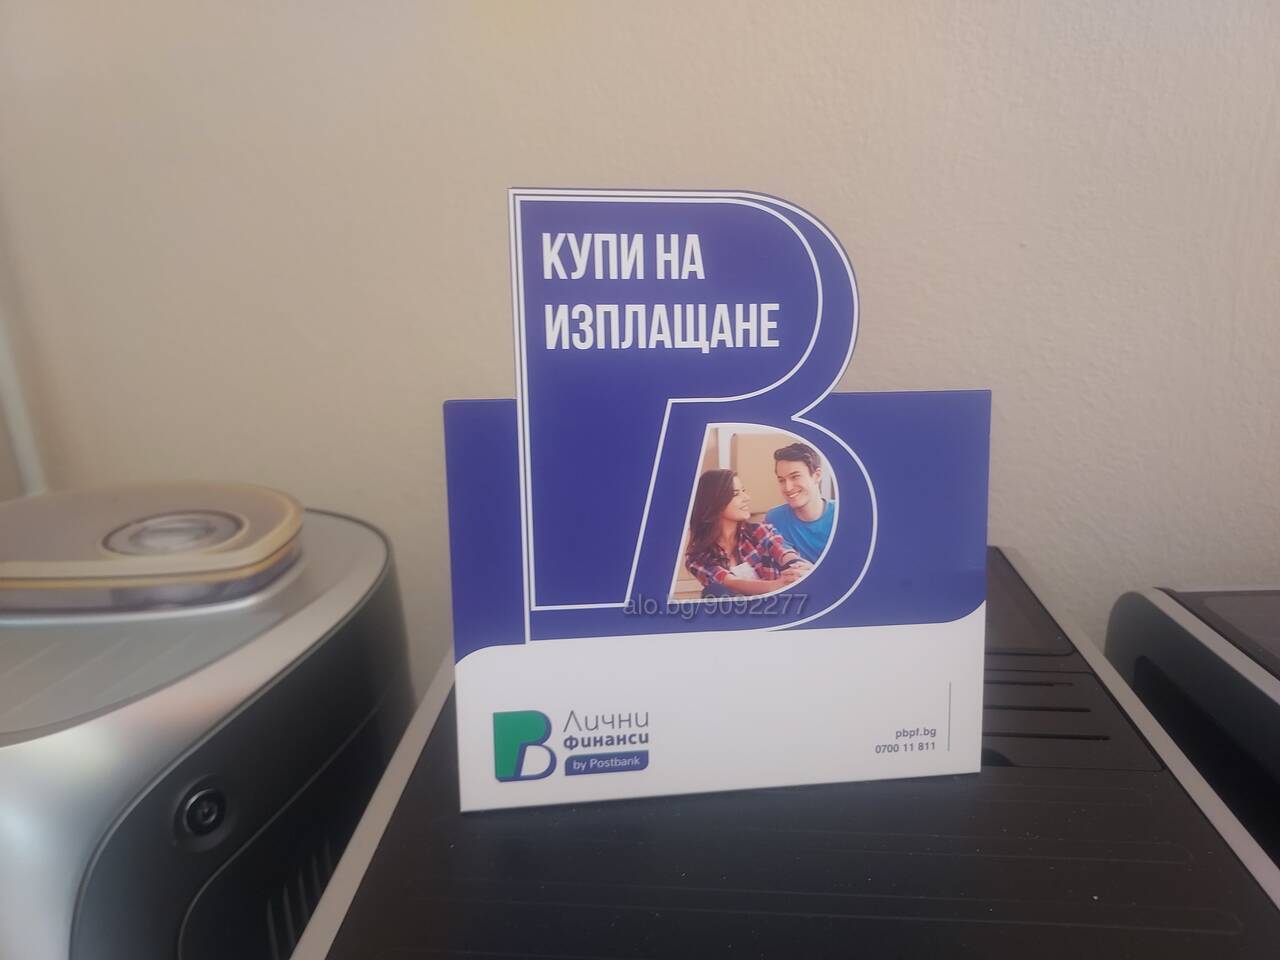 КУПИ НА
ИЗПЛАЩАНЕ
alo.bg/9092277
Лични
финанси
by Postbank
pbpf.bg
0700 11 811